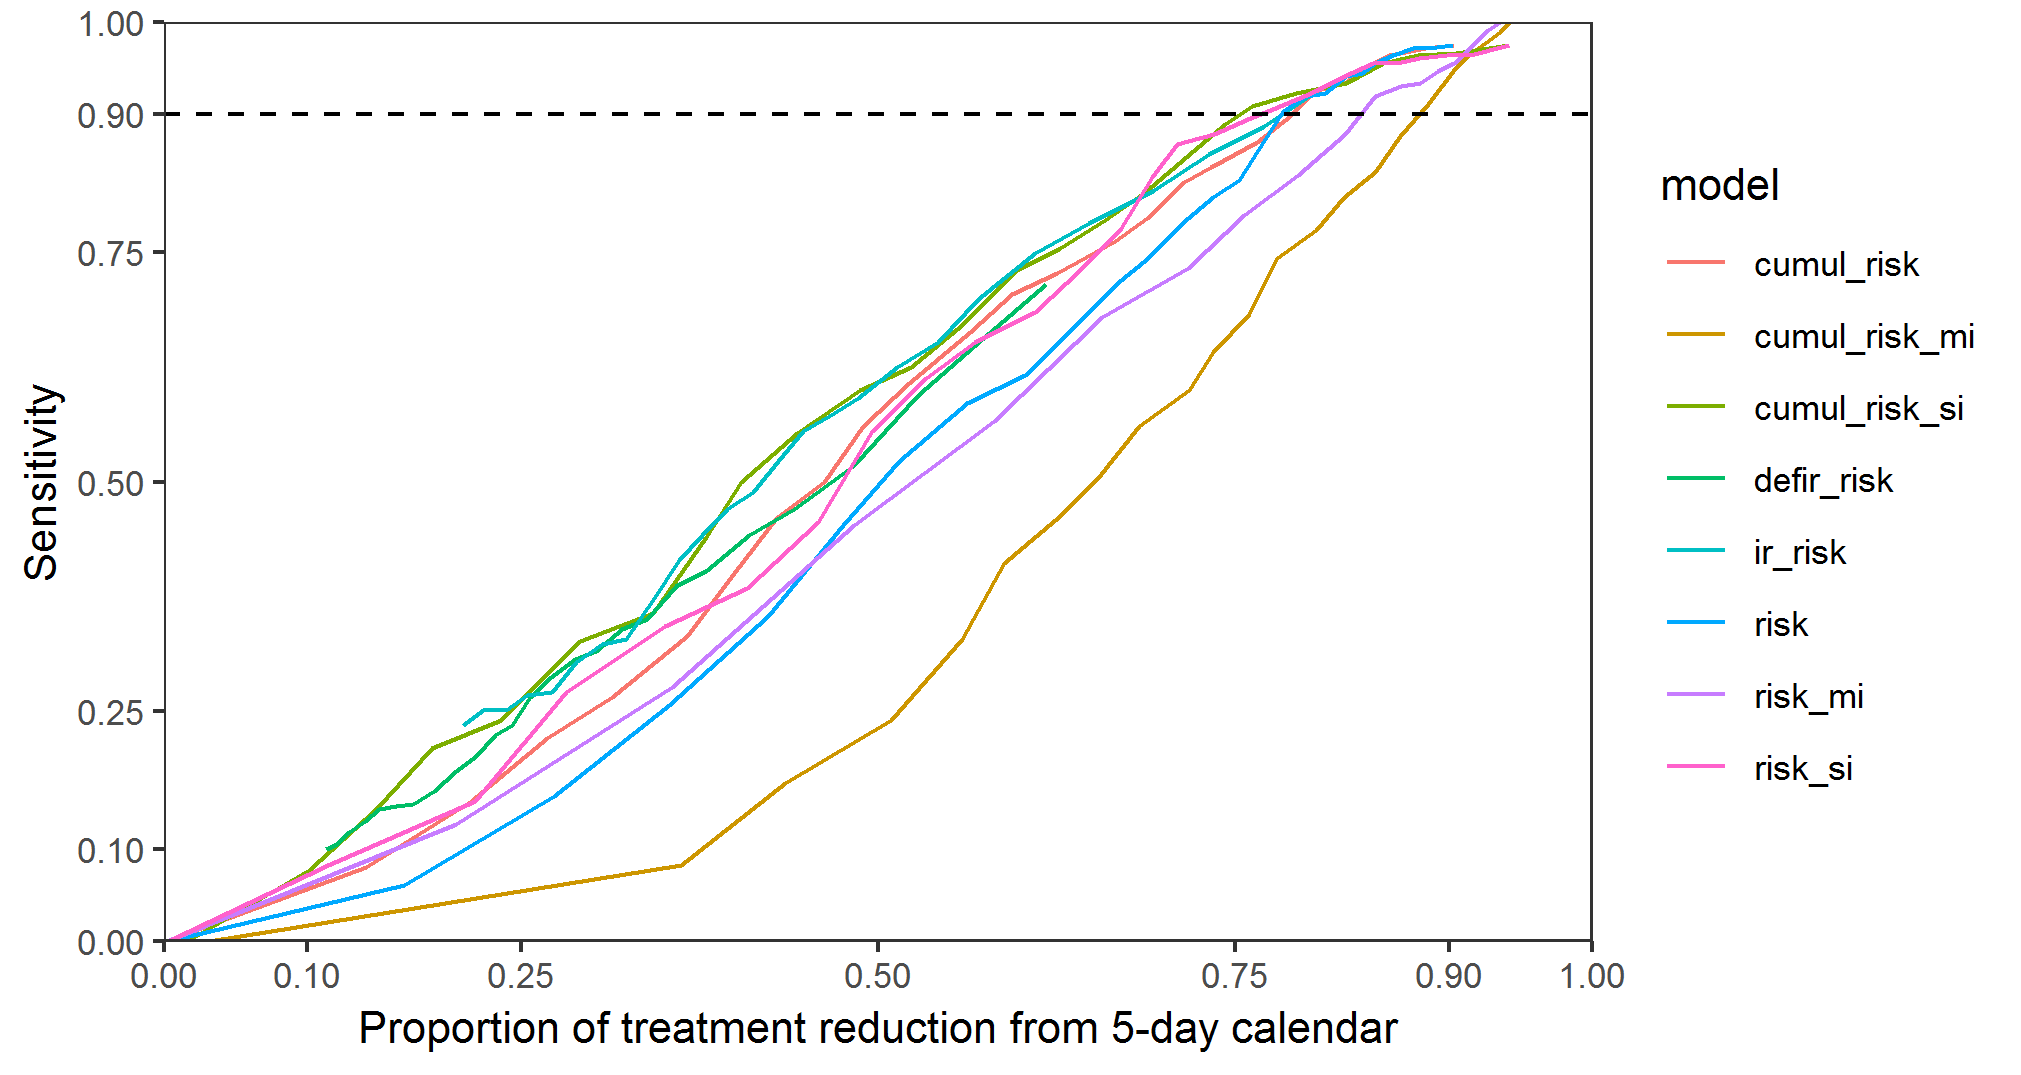 1.00
0.90
0.75
0.50
0.25
0.10
0.00
Sensitivity
0.00 0.10 0.25 0.50 0.75 0.90 1.00
Proportion of treatment reduction from 5-day calendar
model
cumul_risk
cumul_risk_mi
cumul_risk_si
defir_risk
ir_risk
risk
risk_mi
risk_si